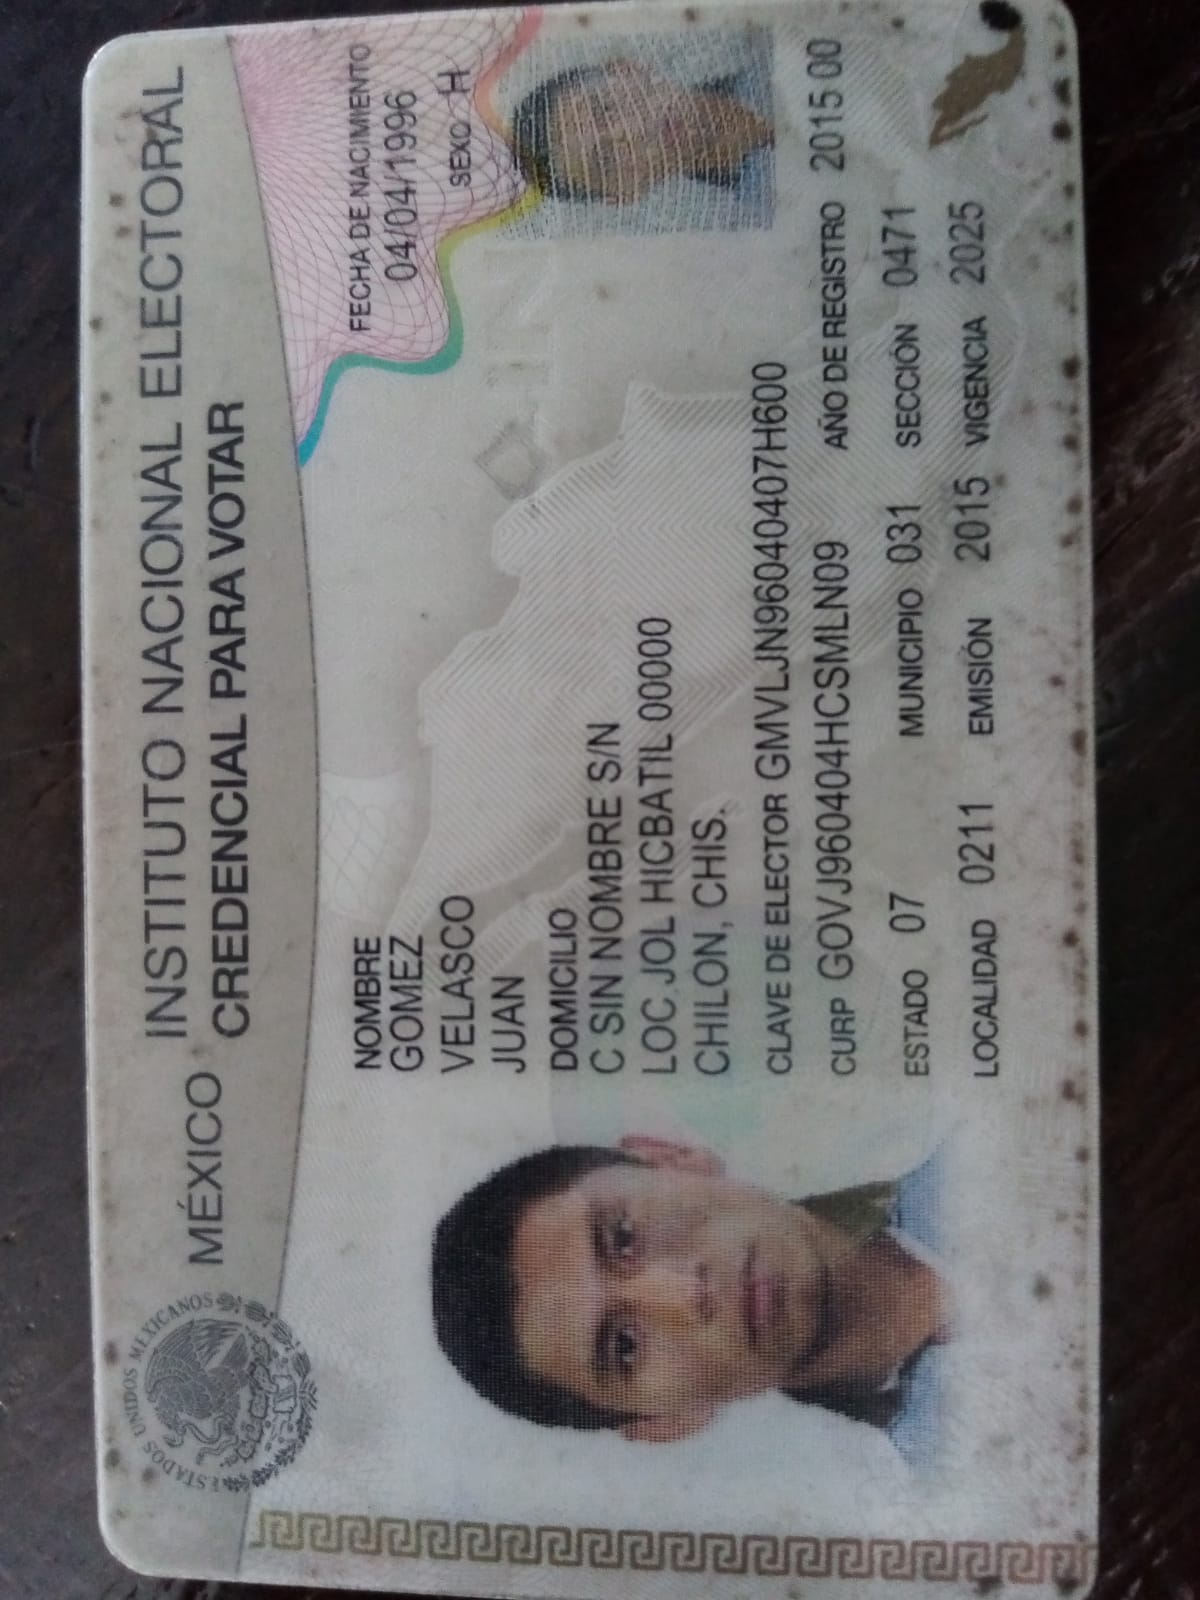 ESTADOS UNIDOS MEXICANOS
MÉXICO
INSTITUTO NACIONAL ELECTORAL
CREDENCIAL PARA VOTAR
NOMBRE
GOMEZ
VELASCO
JUAN
FECHA DE NACIMIENTO
04/04/1996
SEXO H
DOMICILIO
C SIN NOMBRE S/N
LOC JOL HICBATIL 00000
CHILON, CHIS.
CLAVE DE ELECTOR GMVLJN96040407H600
CURP GOVJ960404HCSMLN09 AÑO DE REGISTRO 2015 00
ESTADO 07 MUNICIPIO 031 SECCIÓN 0471
LOCALIDAD 0211 EMISIÓN 2015 VIGENCIA 2025